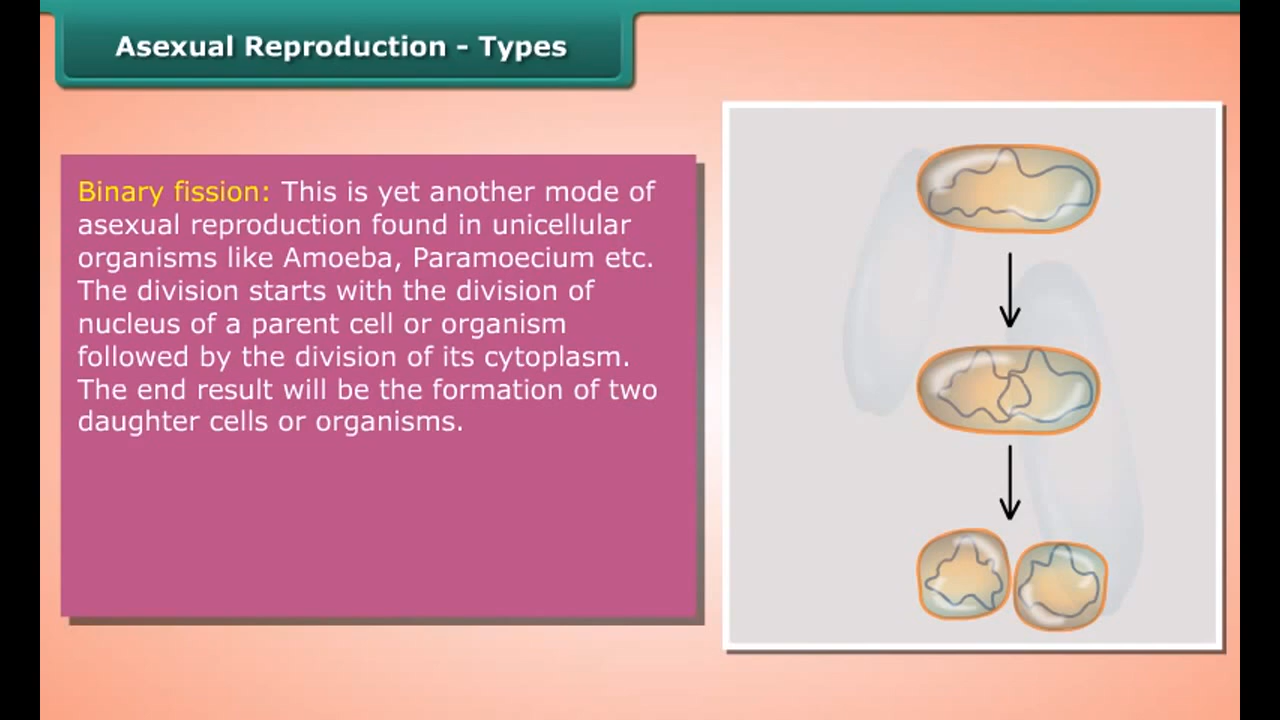 Asexual Reproduction - Types
Binary fission: This is yet another mode of
asexual reproduction found in unicellular
organisms like Amoeba, Paramoecium etc.
The division starts with the division of
nucleus of a parent cell or organism
followed by the division of its cytoplasm.
The end result will be the formation of two
daughter cells or organisms.